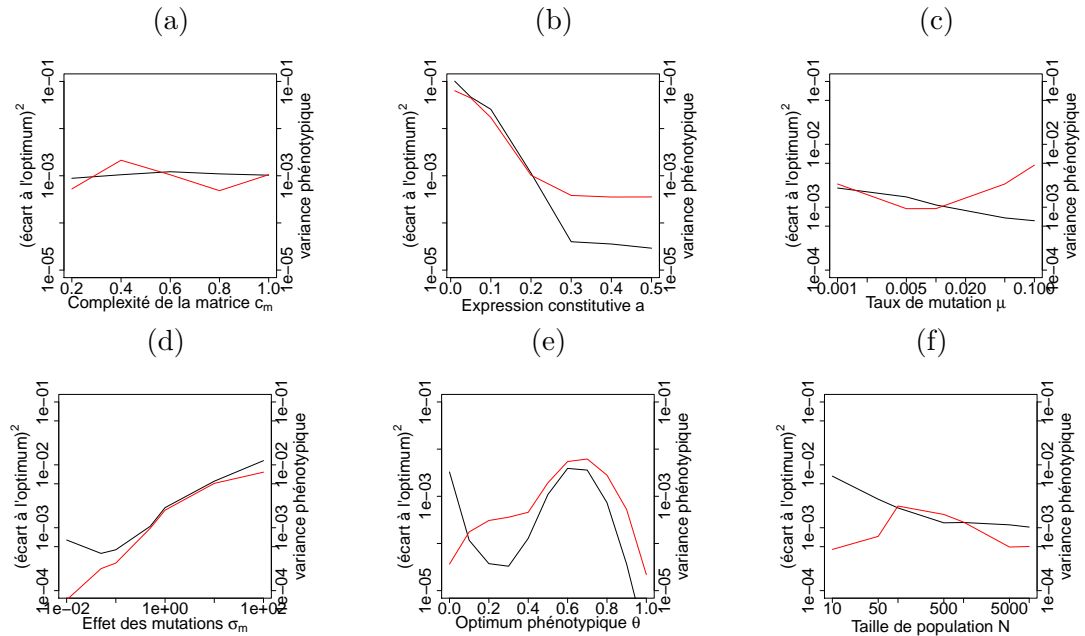 (a)
(écart à l'optimum)²
1e-05 1e-03 1e-01
1e-05 1e-03 1e-01
variance phénotypique
0.2 0.4 0.6 0.8 1.0
Complexité de la matrice cₘ
(b)
(écart à l'optimum)²
1e-05 1e-03 1e-01
1e-05 1e-03 1e-01
variance phénotypique
0.0 0.1 0.2 0.3 0.4 0.5
Expression constitutive a
(c)
(écart à l'optimum)²
1e-04 1e-03 1e-02 1e-01
1e-04 1e-03 1e-02 1e-01
variance phénotypique
0.001 0.005 0.020 0.100
Taux de mutation μ
(d)
(écart à l'optimum)²
1e-04 1e-03 1e-02 1e-01
1e-04 1e-03 1e-02 1e-01
variance phénotypique
1e-02 1e+00 1e+02
Effet des mutations σₘ
(e)
(écart à l'optimum)²
1e-05 1e-03 1e-01
1e-05 1e-03 1e-01
variance phénotypique
0.0 0.2 0.4 0.6 0.8 1.0
Optimum phénotypique θ
(f)
(écart à l'optimum)²
1e-04 1e-03 1e-02 1e-01
1e-04 1e-03 1e-02 1e-01
variance phénotypique
10 50 500 5000
Taille de population N